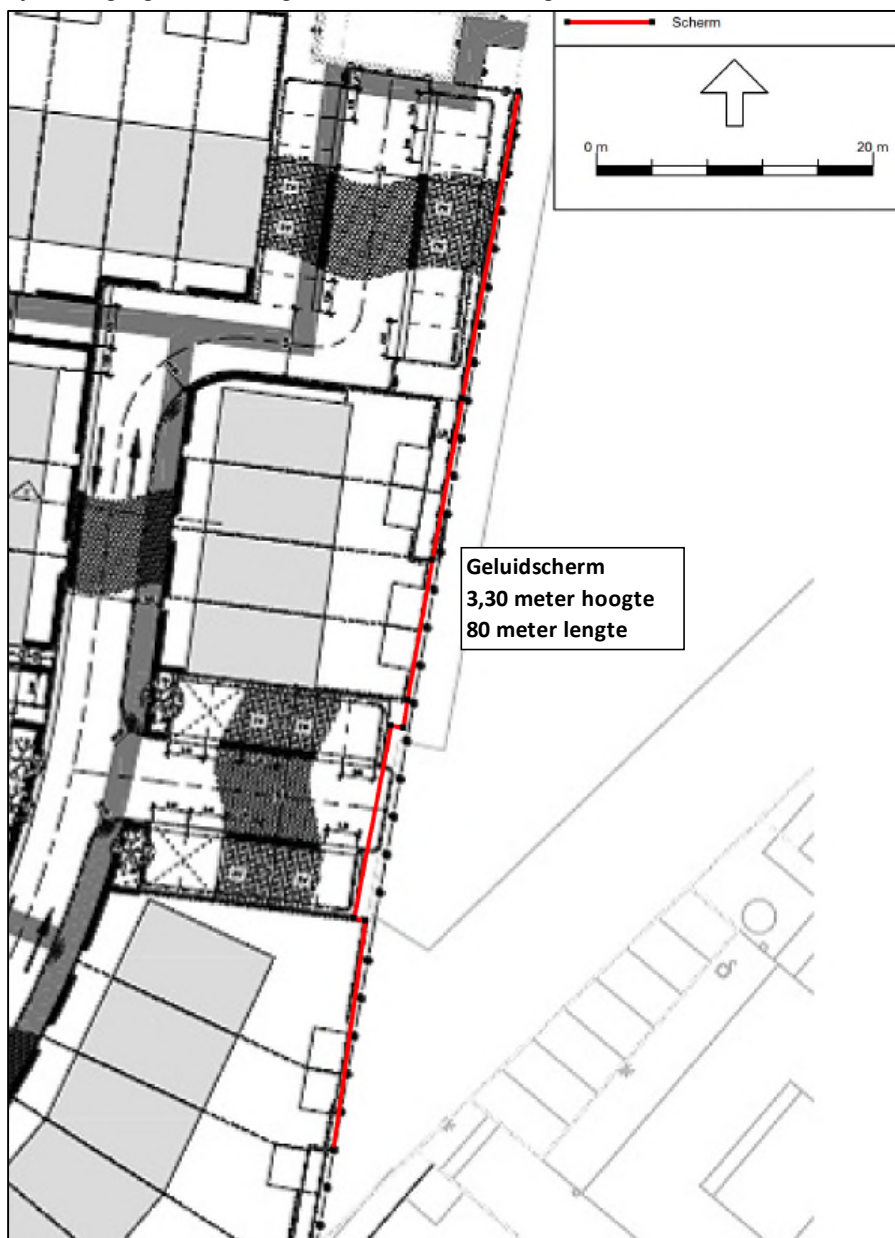 Scherm
0 m
20 m
Geluidscherm
3,30 meter hoogte
80 meter lengte